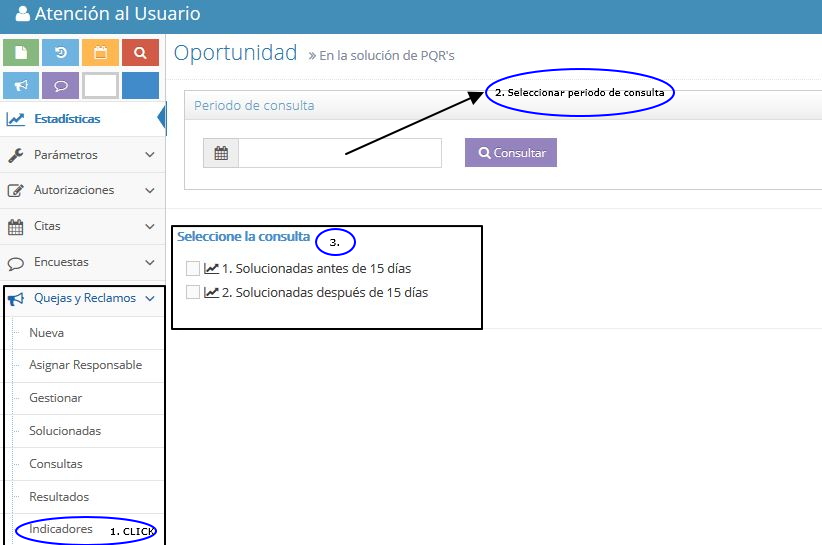 Atención al Usuario
Oportunidad » En la solución de PQR's
2. Seleccionar periodo de consulta
Periodo de consulta
Consultar
Estadísticas
Parámetros
Autorizaciones
Citas
Encuestas
Quejas y Reclamos
Nueva
Asignar Responsable
Gestionar
Solucionadas
Consultas
Resultados
Indicadores 1. CLICK
Seleccione la consulta 3.
1. Solucionadas antes de 15 días
2. Solucionadas después de 15 días